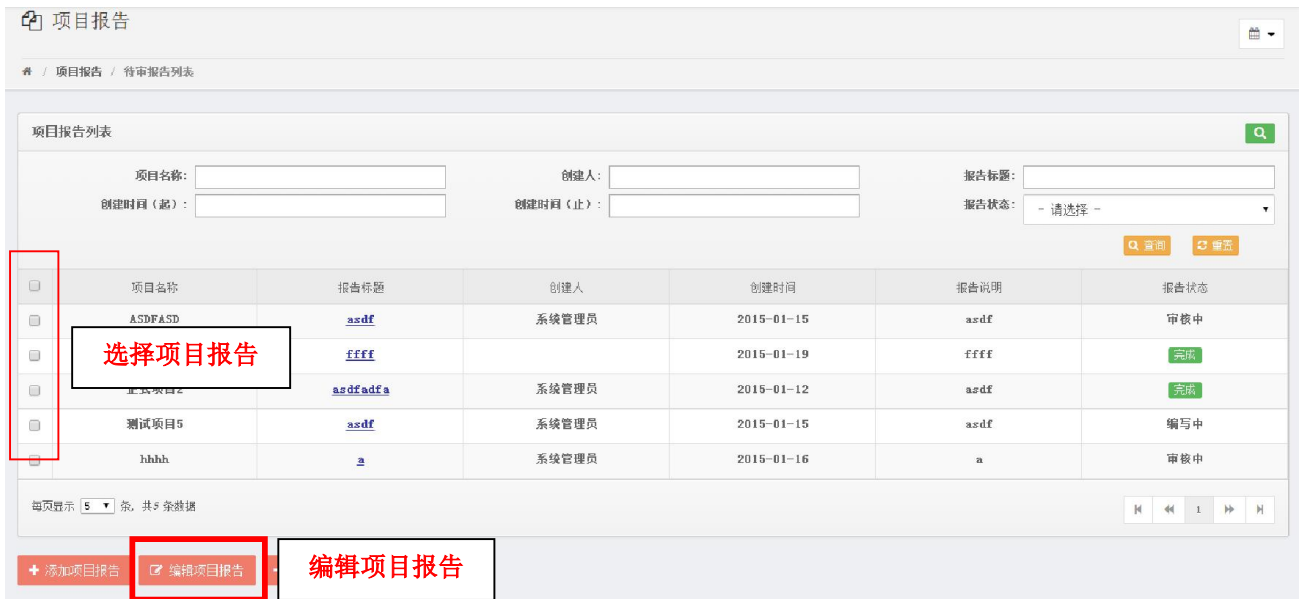 项目报告
/ 项目报告 / 待审报告列表
项目报告列表
项目名称: 创建人: 报告标题:
创建时间（起）: 创建时间（止）: 报告状态: - 请选择 -
查询 重置
项目名称 报告标题 创建人 创建时间 报告说明 报告状态
ASDFASD asdf 系统管理员 2015-01-15 asdf 审核中
选择项目报告
ffff 2015-01-19 ffff 完成
正式项目2 asdfadfa 系统管理员 2015-01-12 asdf 完成
测试项目5 asdf 系统管理员 2015-01-15 asdf 编写中
hhhh a 系统管理员 2015-01-16 a 审核中
每页显示 5 条, 共5 条数据 1
添加项目报告 编辑项目报告 编辑项目报告